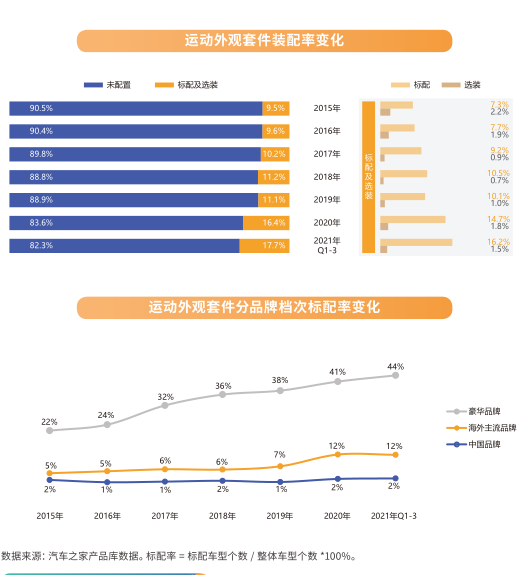 运动外观套件装配率变化
未配置 标配及选装 标配 选装
90.5% 9.5% 2015年 7.3%
2.2%
90.4% 9.6% 2016年 7.7%
1.9%
89.8% 10.2% 2017年 9.2%
0.9%
88.8% 11.2% 2018年 10.5%
0.7%
88.9% 11.1% 2019年 10.1%
1.0%
83.6% 16.4% 2020年 14.7%
1.8%
82.3% 17.7% 2021年 16.2%
Q1-3 1.5%
标配及选装
运动外观套件分品牌档次标配率变化
22% 24% 32% 36% 38% 41% 44%
豪华品牌
海外主流品牌
中国品牌
5% 5% 6% 6% 7% 12% 12%
2% 1% 1% 2% 1% 2% 2%
2015年 2016年 2017年 2018年 2019年 2020年 2021年Q1-3
数据来源：汽车之家产品库数据。标配率 = 标配车型个数 / 整体车型个数 *100%。